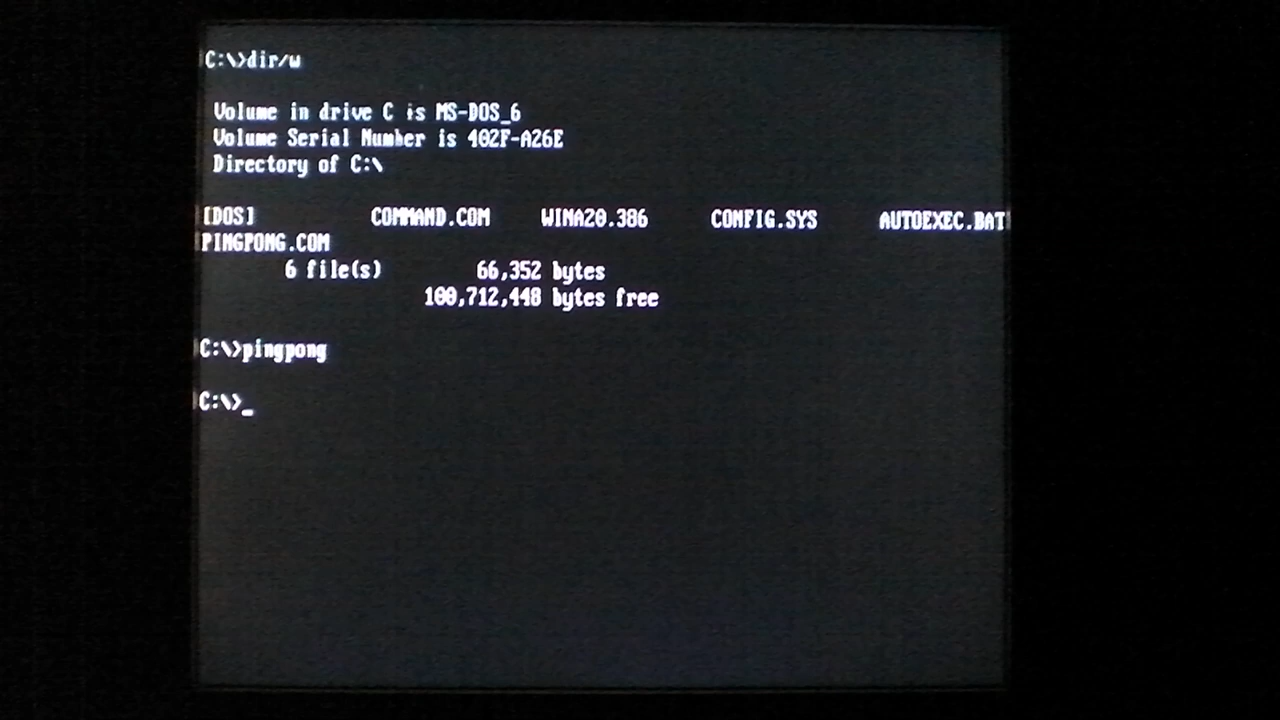 C:\>dir/w
Volume in drive C is MS-DOS_6
Volume Serial Number is 402F-A26E
Directory of C:\
[DOS] COMMAND.COM WINA20.386 CONFIG.SYS AUTOEXEC.BAT
PINGPONG.COM
6 file(s) 66,352 bytes
100,712,448 bytes free
C:\>pingpong
C:\>_